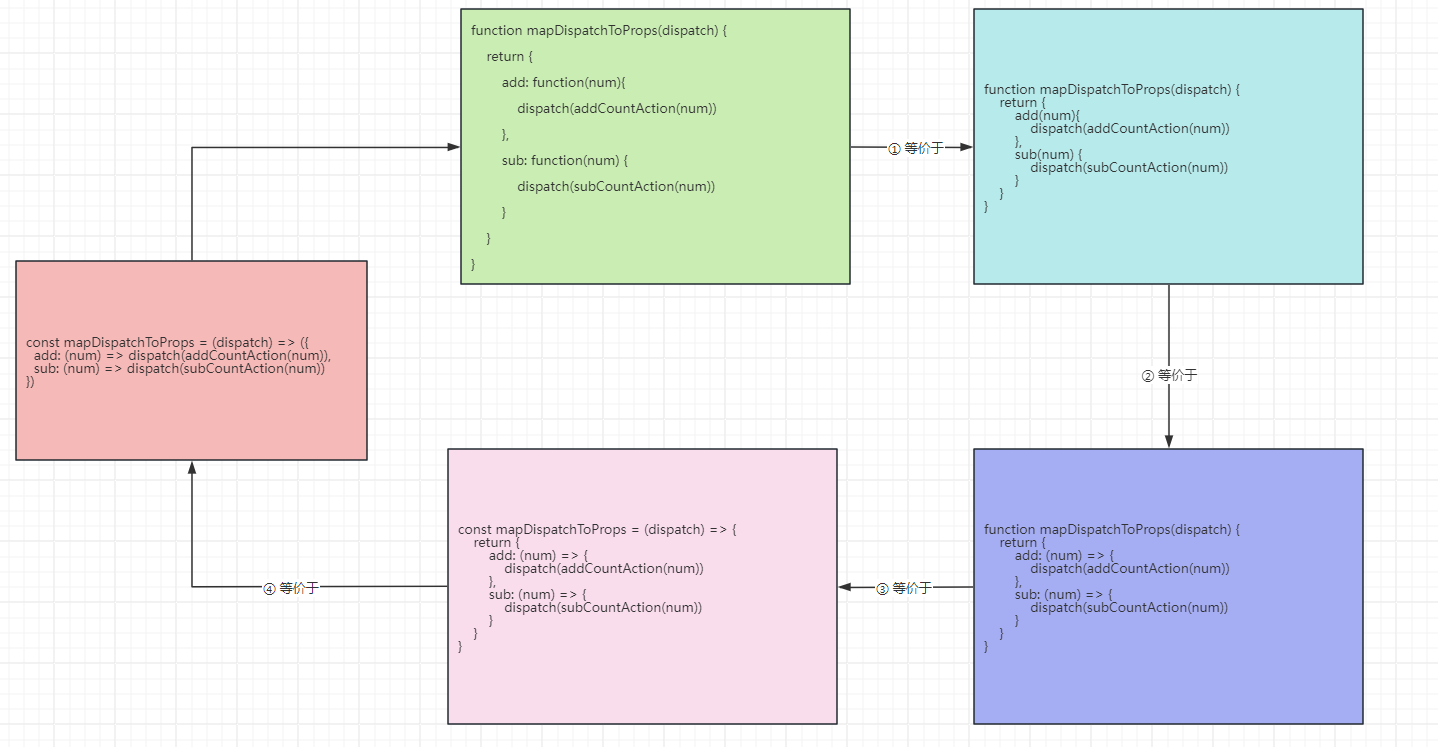 function mapDispatchToProps(dispatch) {
return {
add: function(num){
dispatch(addCountAction(num))
},
sub: function(num) {
dispatch(subCountAction(num))
}
}
}
① 等价于
function mapDispatchToProps(dispatch) {
return {
add(num){
dispatch(addCountAction(num))
},
sub(num) {
dispatch(subCountAction(num))
}
}
}
② 等价于
function mapDispatchToProps(dispatch) {
return {
add: (num) => {
dispatch(addCountAction(num))
},
sub: (num) => {
dispatch(subCountAction(num))
}
}
}
③ 等价于
const mapDispatchToProps = (dispatch) => {
return {
add: (num) => {
dispatch(addCountAction(num))
},
sub: (num) => {
dispatch(subCountAction(num))
}
}
}
④ 等价于
const mapDispatchToProps = (dispatch) => ({
add: (num) => dispatch(addCountAction(num)),
sub: (num) => dispatch(subCountAction(num))
})